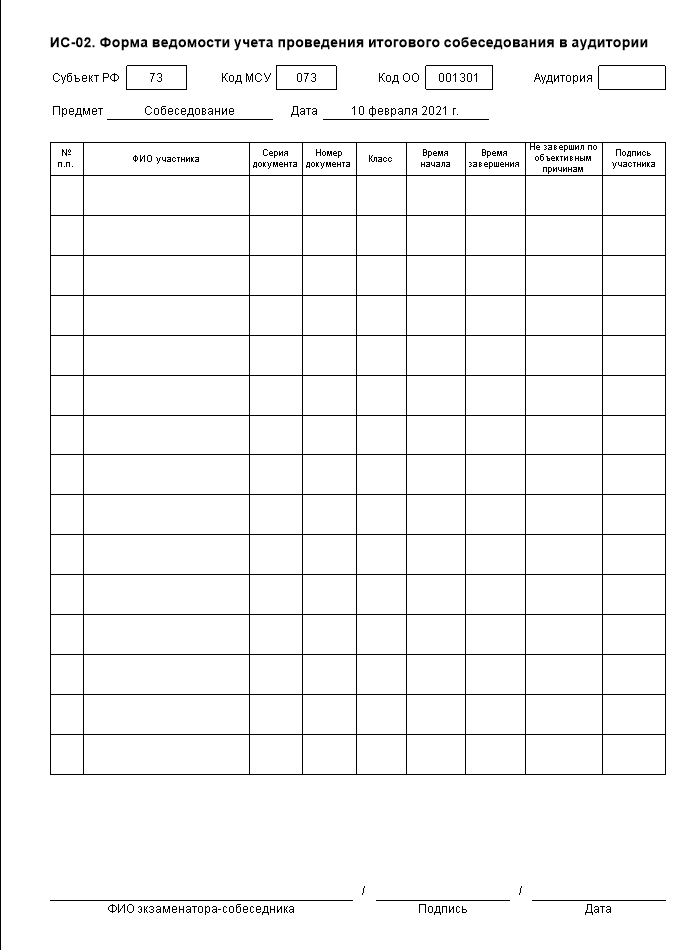 ИС-02. Форма ведомости учета проведения итогового собеседования в аудитории
Субъект РФ 73 Код МСУ 073 Код ОО 001301 Аудитория
Предмет Собеседование Дата 10 февраля 2021 г.
№ п.п. ФИО участника Серия документа Номер документа Класс Время начала Время завершения Не завершил по объективным причинам Подпись участника
/ /
ФИО экзаменатора-собеседника Подпись Дата